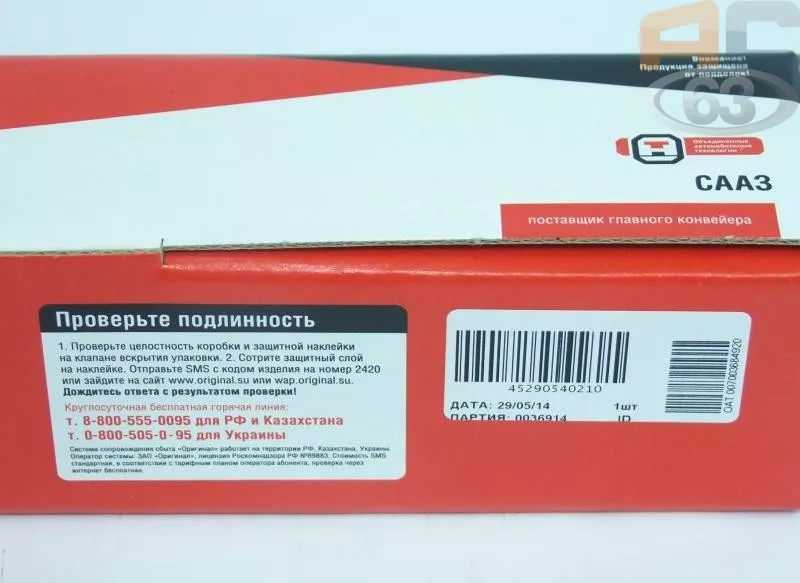 АС
63
Внимание!
Продукция защищена
от подделок!
Объединенные
автомобильные
технологии
СААЗ
поставщик главного конвейера
Проверьте подлинность
1. Проверьте целостность коробки и защитной наклейки
на клапане вскрытия упаковки. 2. Сотрите защитный слой
на наклейке. Отправьте SMS с кодом изделия на номер 2420
или зайдите на сайт www.original.su или wap.original.su.
Дождитесь ответа с результатом проверки!
Круглосуточная бесплатная горячая линия:
т. 8-800-555-0095 для РФ и Казахстана
т. 0-800-505-0-95 для Украины
Система сопровождения сбыта «Оригинал» работает на территории РФ, Казахстана, Украины.
Оператор системы: ЗАО «Оригинал», лицензия Роскомнадзора РФ №89883. Стоимость SMS
стандартная, в соответствии с тарифным планом оператора абонента, проверка через
интернет бесплатная.
45290540210
ДАТА: 29/05/14 1шт
ПАРТИЯ: 0036914 ID
ОАТ 007003684920